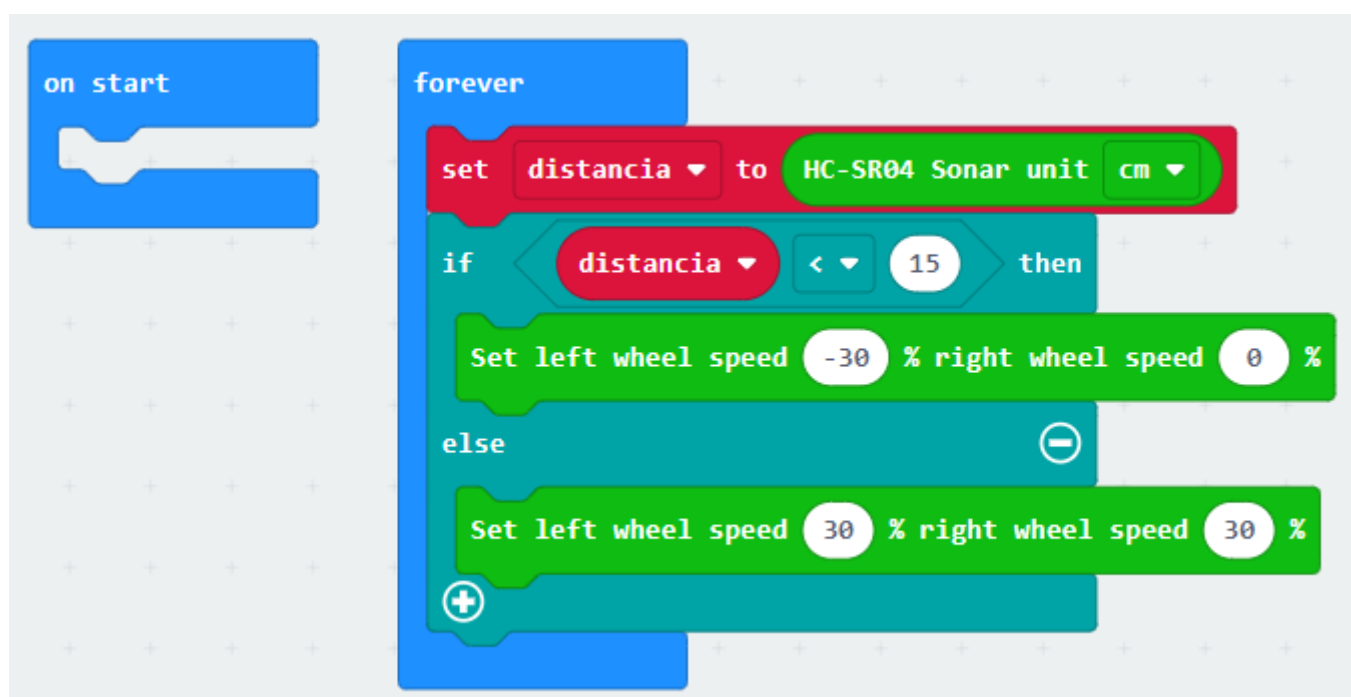 on start
forever
set distancia to HC-SR04 Sonar unit cm
if distancia < 15 then
Set left wheel speed -30 % right wheel speed 0 %
else
Set left wheel speed 30 % right wheel speed 30 %